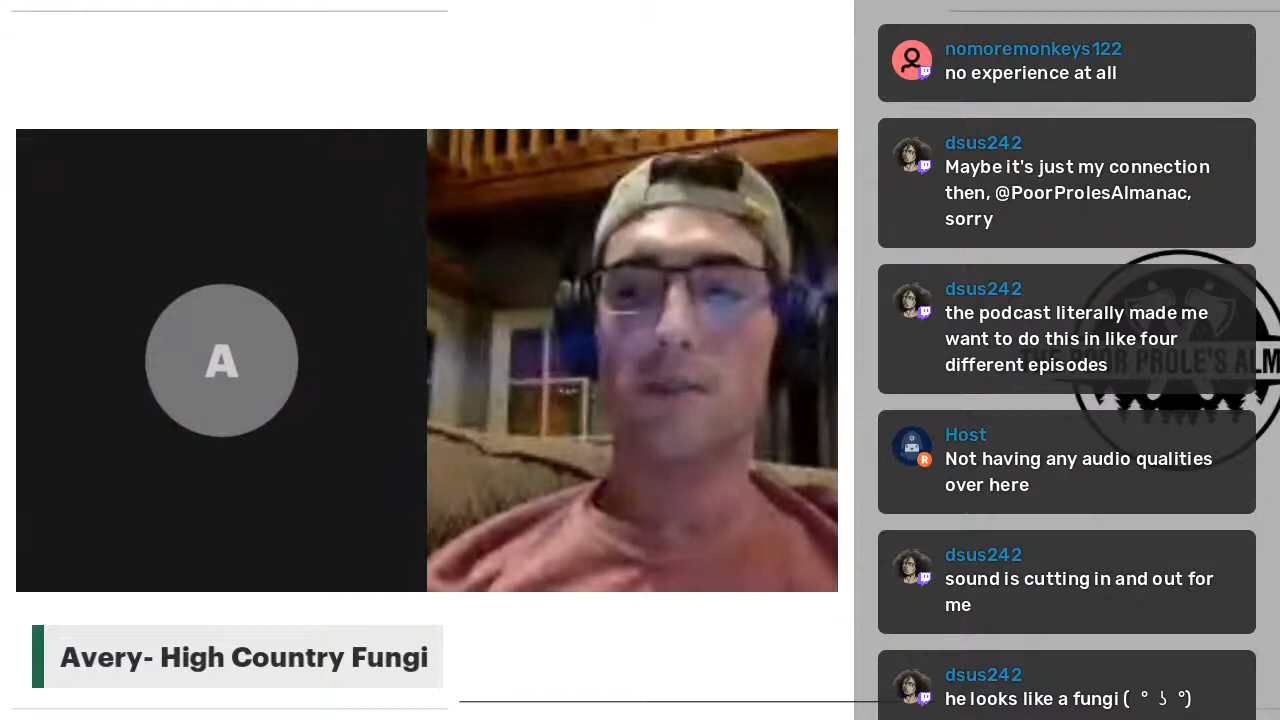 A
Avery- High Country Fungi
nomoremonkeys122
no experience at all
dsus242
Maybe it's just my connection
then, @PoorProlesAlmanac,
sorry
dsus242
the podcast literally made me
want to do this in like four
different episodes
R PROLE'S ALM
Host
R
Not having any audio qualities
over here
dsus242
sound is cutting in and out for
me
dsus242
he looks like a fungi ( ° ڼ °)